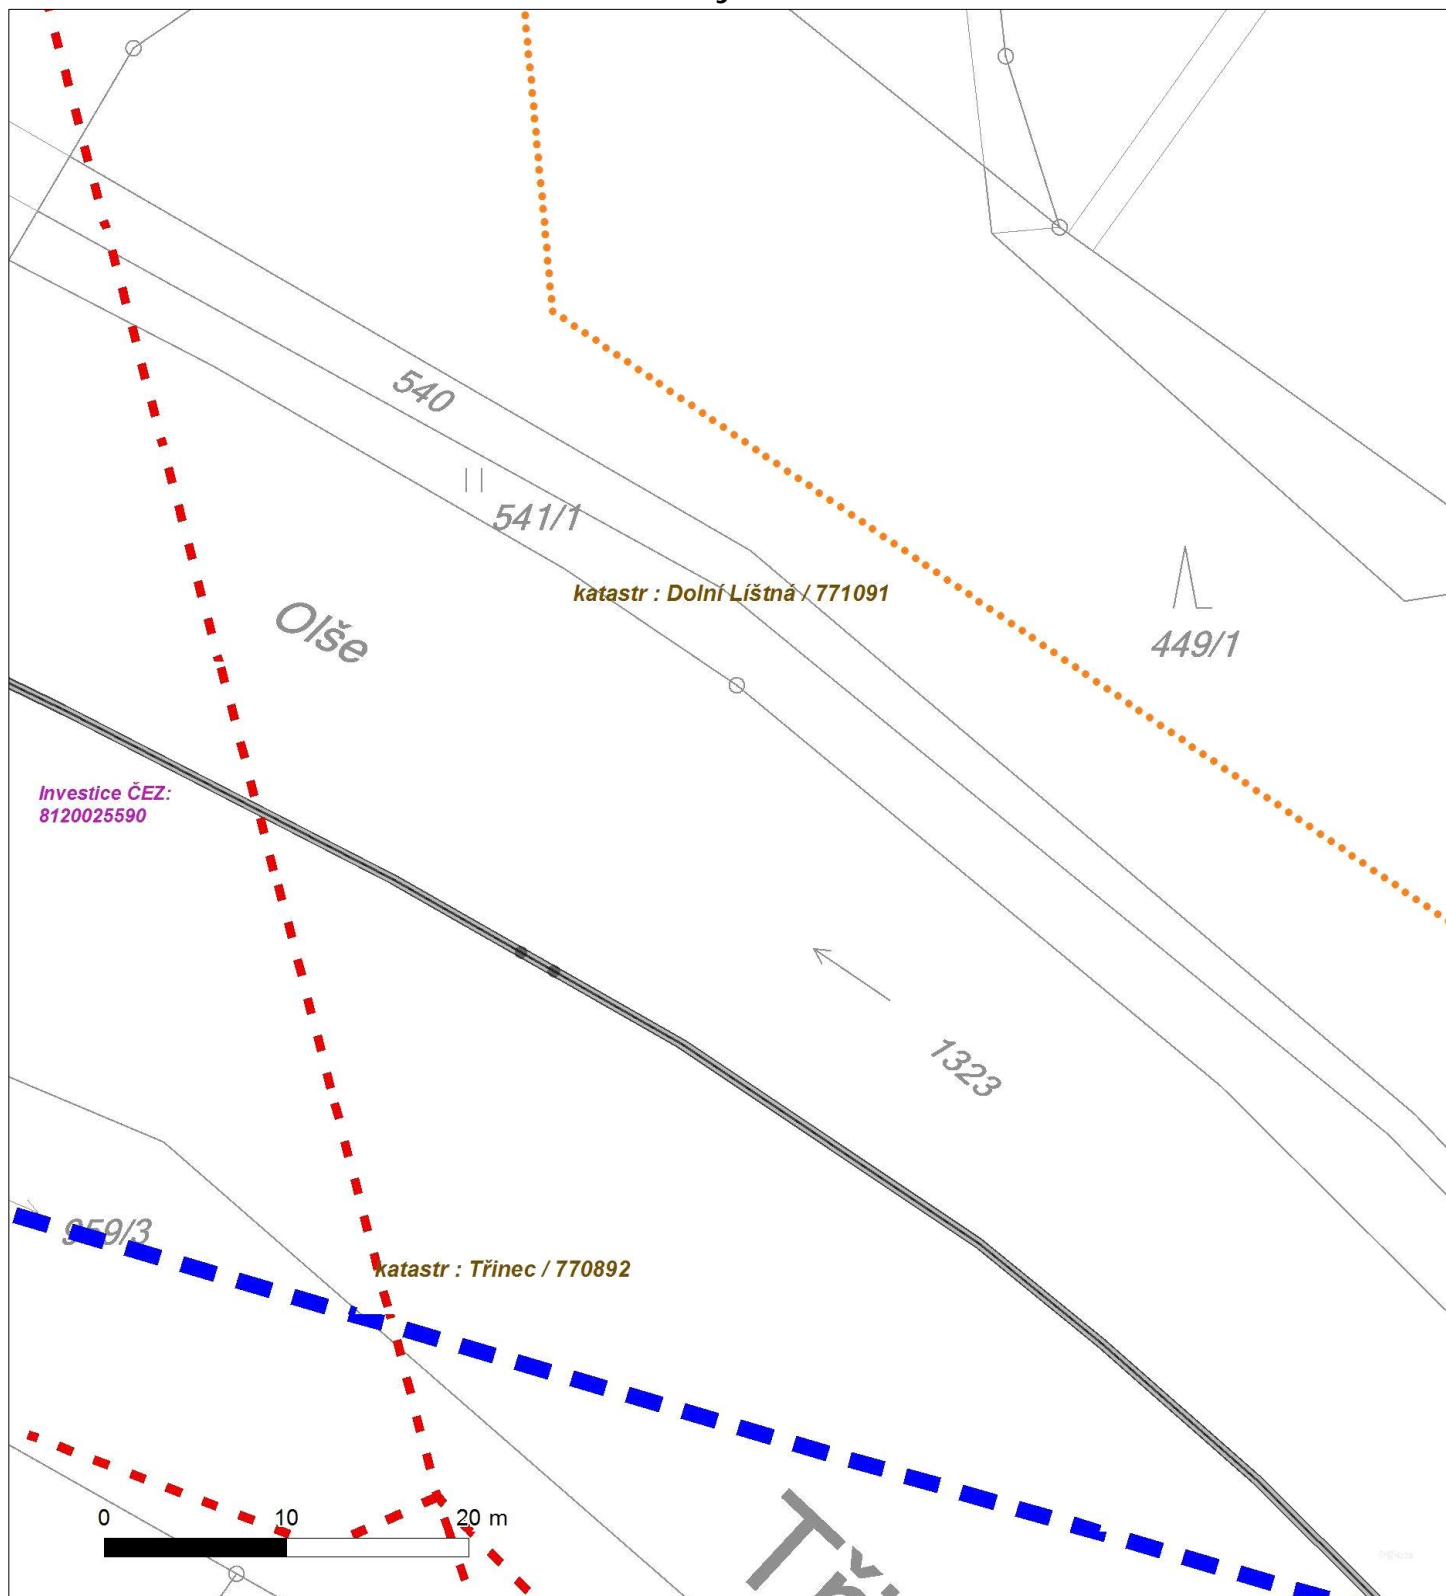 540
541/1
katastr : Dolní Líštná / 771091
Olše
449/1
Investice ČEZ:
8120025590
1323
959/3
katastr : Třinec / 770892
0 10 20 m